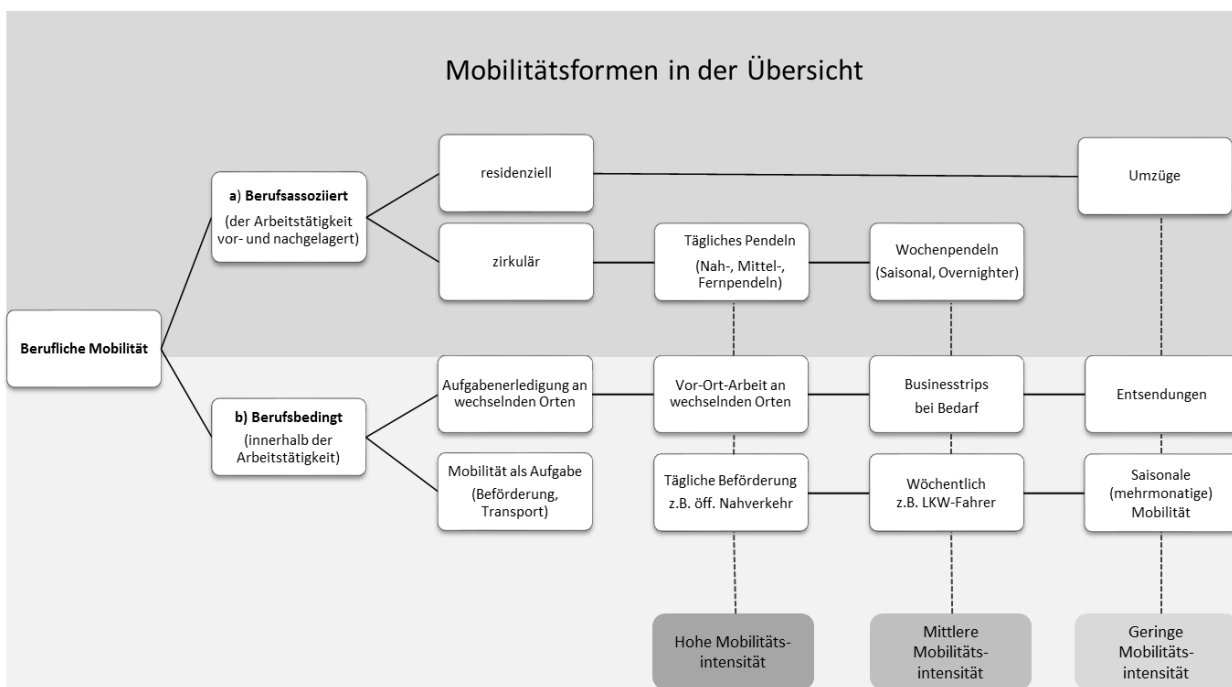 Mobilitätsformen in der Übersicht
Berufliche Mobilität
a) Berufsassoziiert
(der Arbeitstätigkeit
vor- und nachgelagert)
residenziell
Umzüge
zirkulär
Tägliches Pendeln
(Nah-, Mittel-,
Fernpendeln)
Wochenpendeln
(Saisonal, Overnighter)
b) Berufsbedingt
(innerhalb der
Arbeitstätigkeit)
Aufgabenerledigung an
wechselnden Orten
Vor-Ort-Arbeit an
wechselnden Orten
Businesstrips
bei Bedarf
Entsendungen
Mobilität als Aufgabe
(Beförderung,
Transport)
Tägliche Beförderung
z.B. öff. Nahverkehr
Wöchentlich
z.B. LKW-Fahrer
Saisonale
(mehrmonatige)
Mobilität
Hohe Mobilitäts-
intensität
Mittlere
Mobilitäts-
intensität
Geringe
Mobilitäts-
intensität